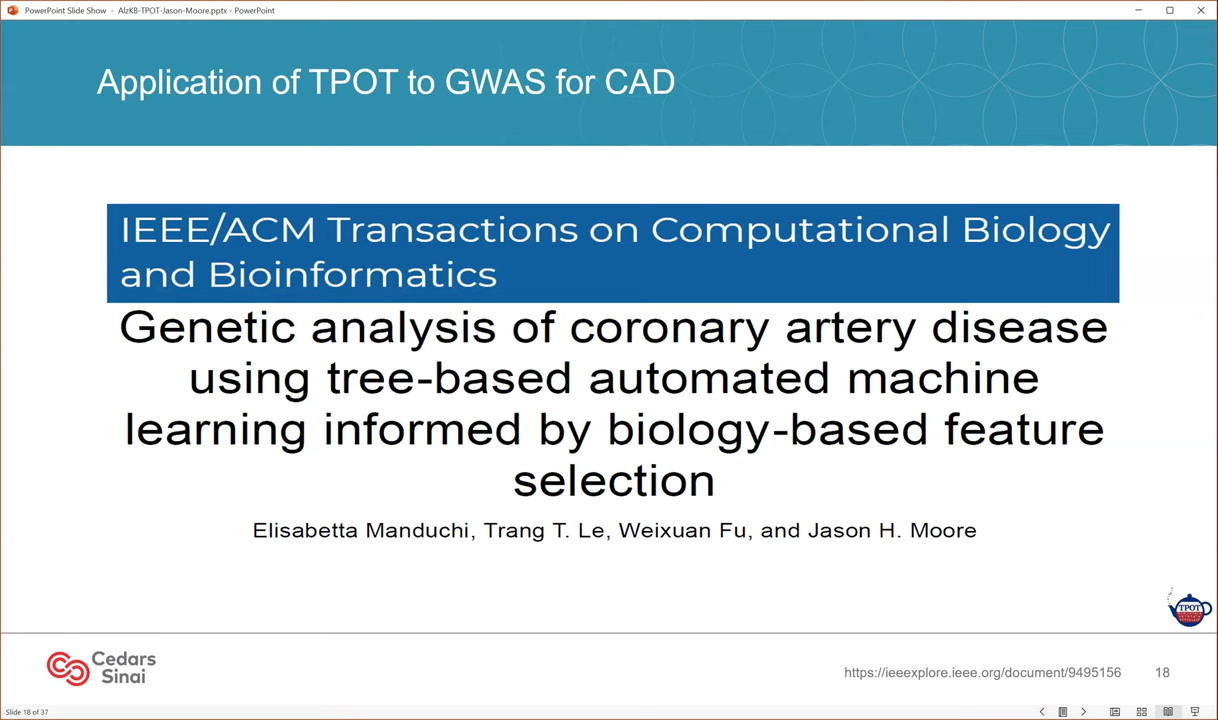 PowerPoint Slide Show - AlzKB-TPOT-Jason-Moore.pptx - PowerPoint
Application of TPOT to GWAS for CAD
IEEE/ACM Transactions on Computational Biology
and Bioinformatics
Genetic analysis of coronary artery disease
using tree-based automated machine
learning informed by biology-based feature
selection
Elisabetta Manduchi, Trang T. Le, Weixuan Fu, and Jason H. Moore
TPOT
Cedars
Sinai
https://ieeexplore.ieee.org/document/9495156
18
Slide 18 of 37